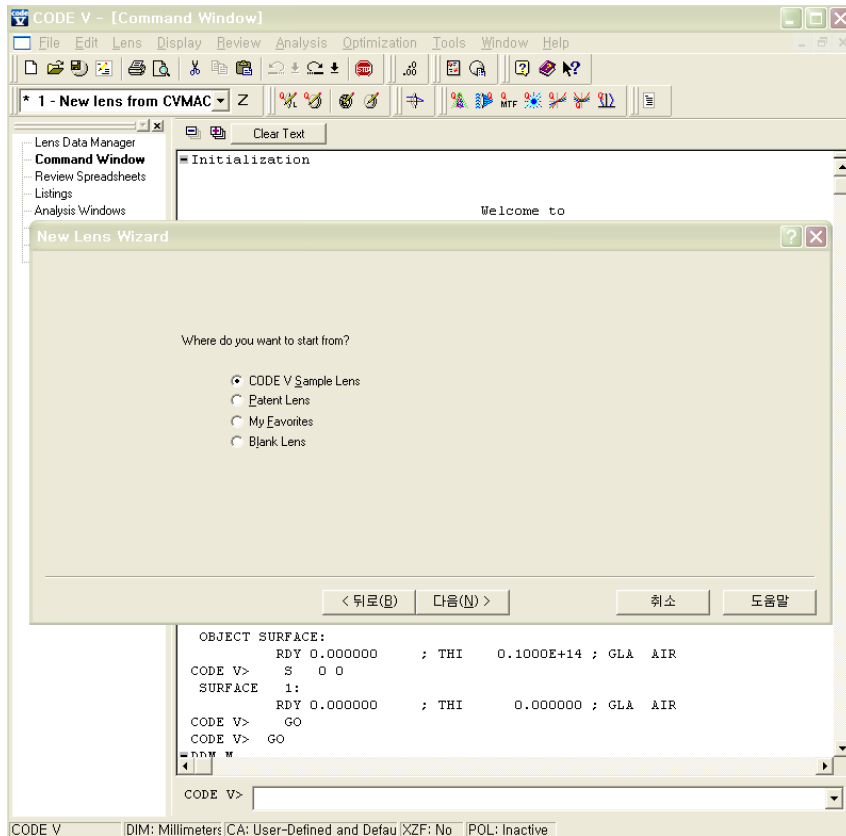 CODE V - [Command Window]
File Edit Lens Display Review Analysis Optimization Tools Window Help
* 1 - New lens from CVMAC
Clear Text
Lens Data Manager
Command Window
Review Spreadsheets
Listings
Analysis Windows
Initialization
Welcome to
New Lens Wizard
Where do you want to start from?
CODE V Sample Lens
Patent Lens
My Favorites
Blank Lens
< 뒤로(B)
다음(N) >
취소
도움말
OBJECT SURFACE:
RDY 0.000000 ; THI 0.1000E+14 ; GLA AIR
CODE V> S 0 0
SURFACE 1:
RDY 0.000000 ; THI 0.000000 ; GLA AIR
CODE V> GO
CODE V> GO
CODE V>
CODE V
DIM: Millimeters CA: User-Defined and Defau XZF: No POL: Inactive